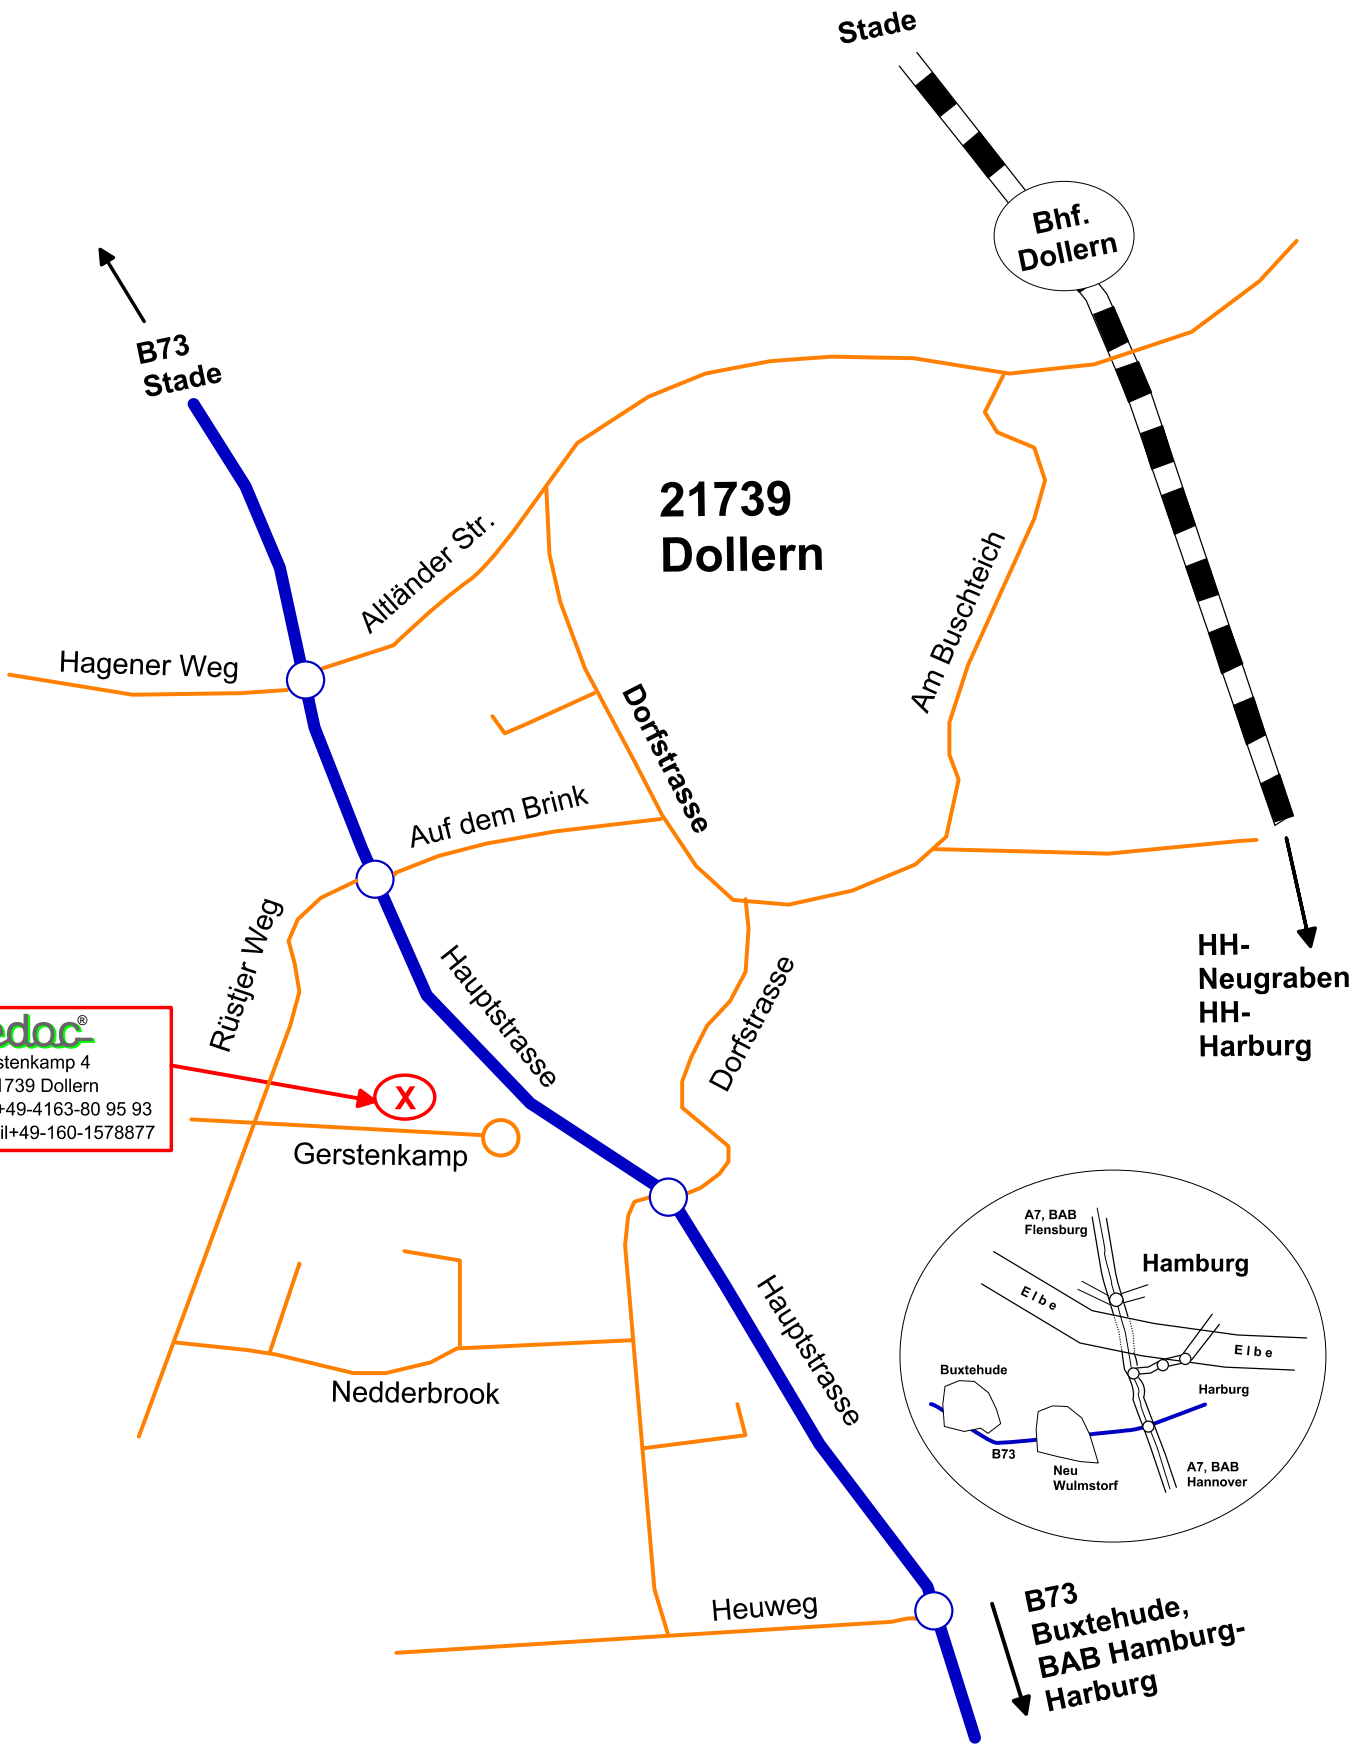 Stade
Bhf.
Dollern
B73
Stade
21739
Dollern
Altländer Str.
Hagener Weg
Am Buschteich
Dorfstrasse
Auf dem Brink
Rüstjer Weg
Hauptstrasse
Dorfstrasse
HH-
Neugraben
HH-
Harburg
edoc®
stenkamp 4
1739 Dollern
+49-4163-80 95 93
il+49-160-1578877
X
Gerstenkamp
Nedderbrook
Hauptstrasse
Heuweg
A7, BAB
Flensburg
Hamburg
Elbe
Elbe
Buxtehude
Harburg
B73
Neu
Wulmstorf
A7, BAB
Hannover
B73
Buxtehude,
BAB Hamburg-
Harburg